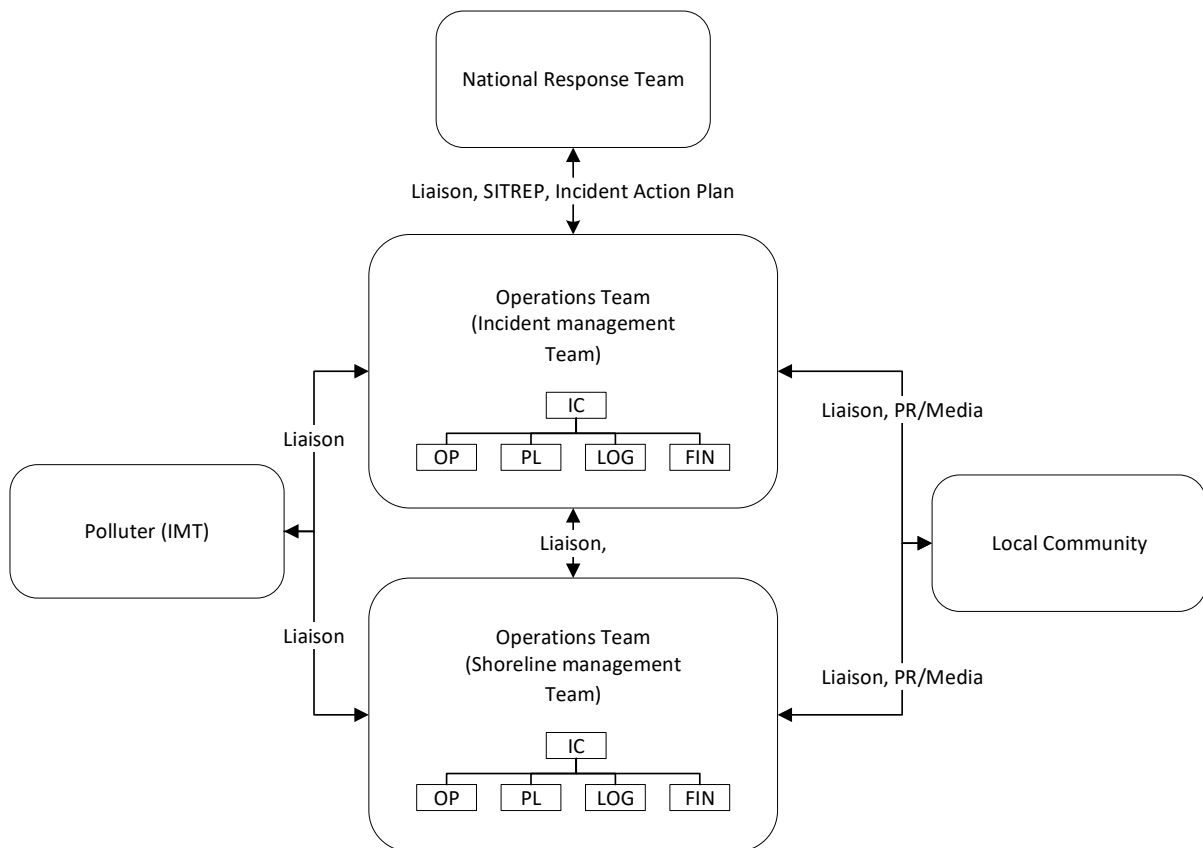 National Response Team
Liaison, SITREP, Incident Action Plan
Operations Team
(Incident management
Team)
IC
OP PL LOG FIN
Liaison, PR/Media
Liaison
Polluter (IMT)
Local Community
Liaison,
Liaison
Operations Team
(Shoreline management
Team)
Liaison, PR/Media
IC
OP PL LOG FIN